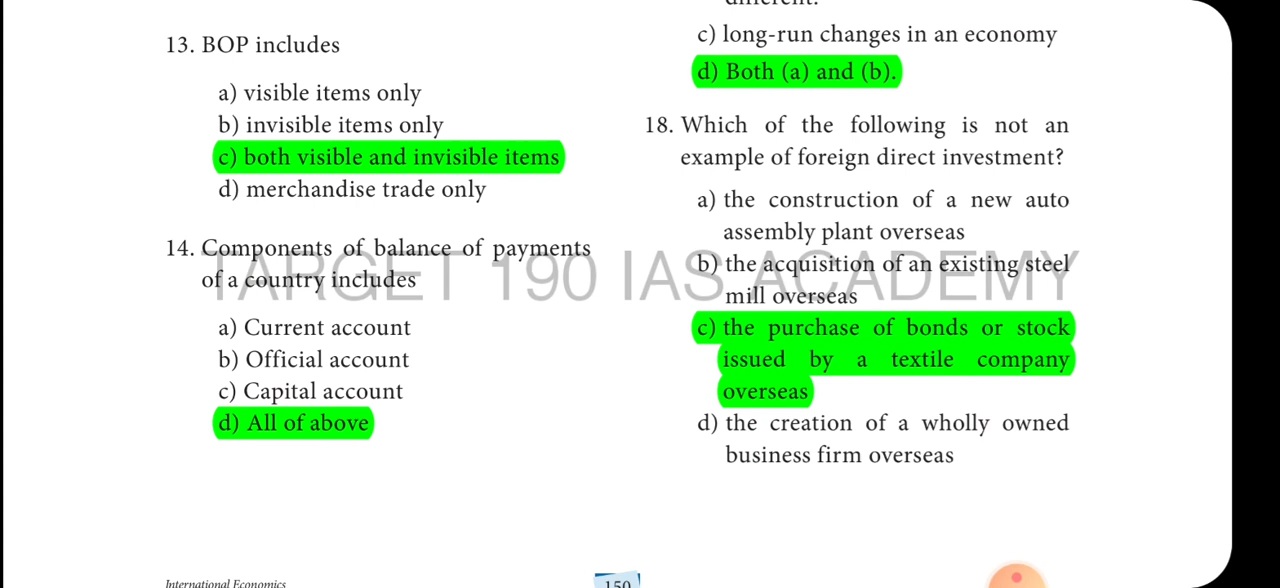 13. BOP includes
a) visible items only
b) invisible items only
c) both visible and invisible items
d) merchandise trade only
14. Components of balance of payments
of a country includes
a) Current account
b) Official account
c) Capital account
d) All of above
c) long-run changes in an economy
d) Both (a) and (b).
18. Which of the following is not an
example of foreign direct investment?
a) the construction of a new auto
assembly plant overseas
b) the acquisition of an existing steel
mill overseas
c) the purchase of bonds or stock
issued by a textile company
overseas
d) the creation of a wholly owned
business firm overseas
TARGET 190 IAS ACADEMY
International Economics
150